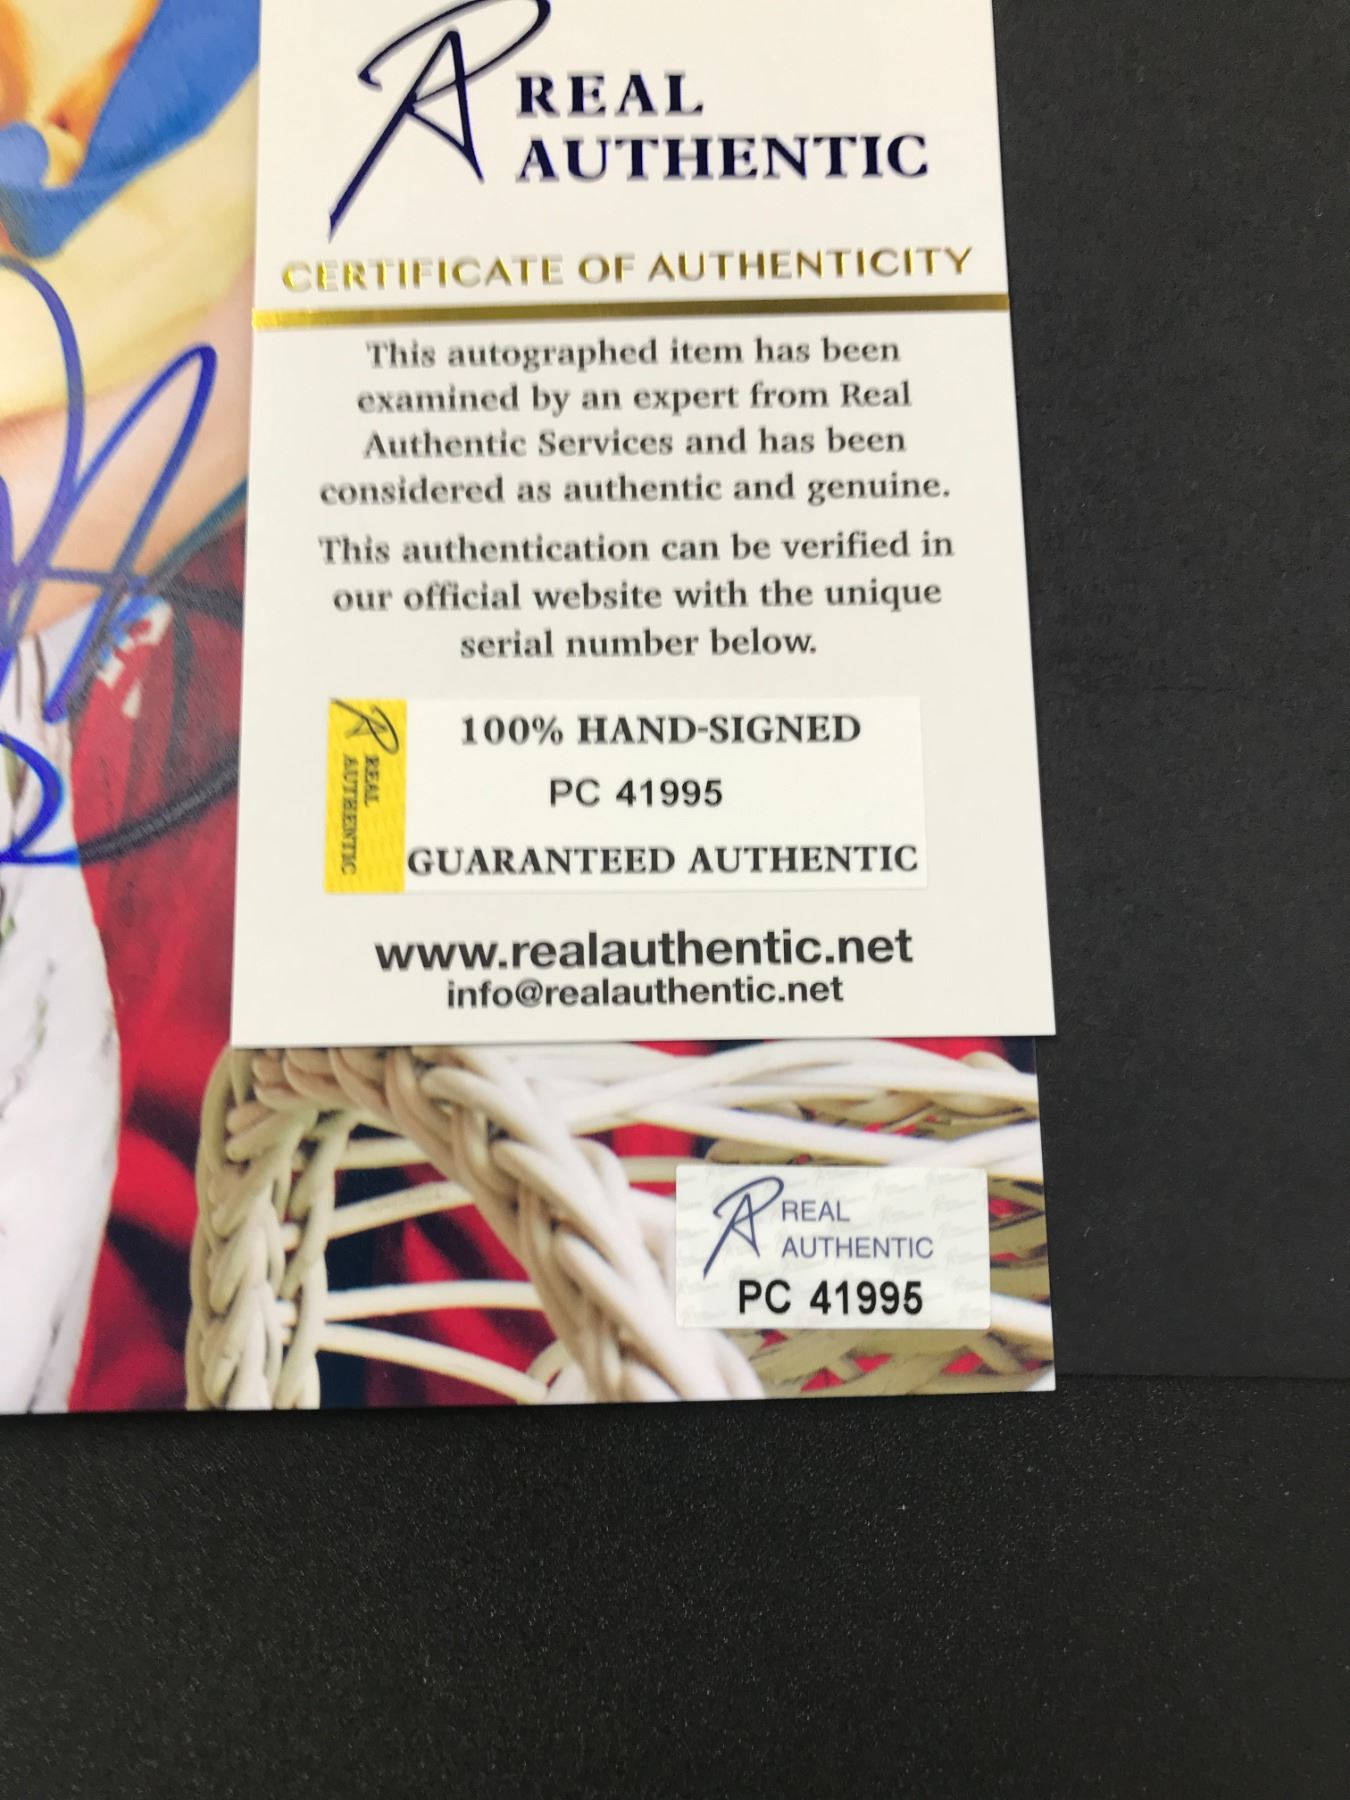 REAL
AUTHENTIC
CERTIFICATE OF AUTHENTICITY
This autographed item has been
examined by an expert from Real
Authentic Services and has been
considered as authentic and genuine.
This authentication can be verified in
our official website with the unique
serial number below.
REAL
AUTHENTIC
100% HAND-SIGNED
PC 41995
GUARANTEED AUTHENTIC
www.realauthentic.net
info@realauthentic.net
REAL
AUTHENTIC
PC 41995